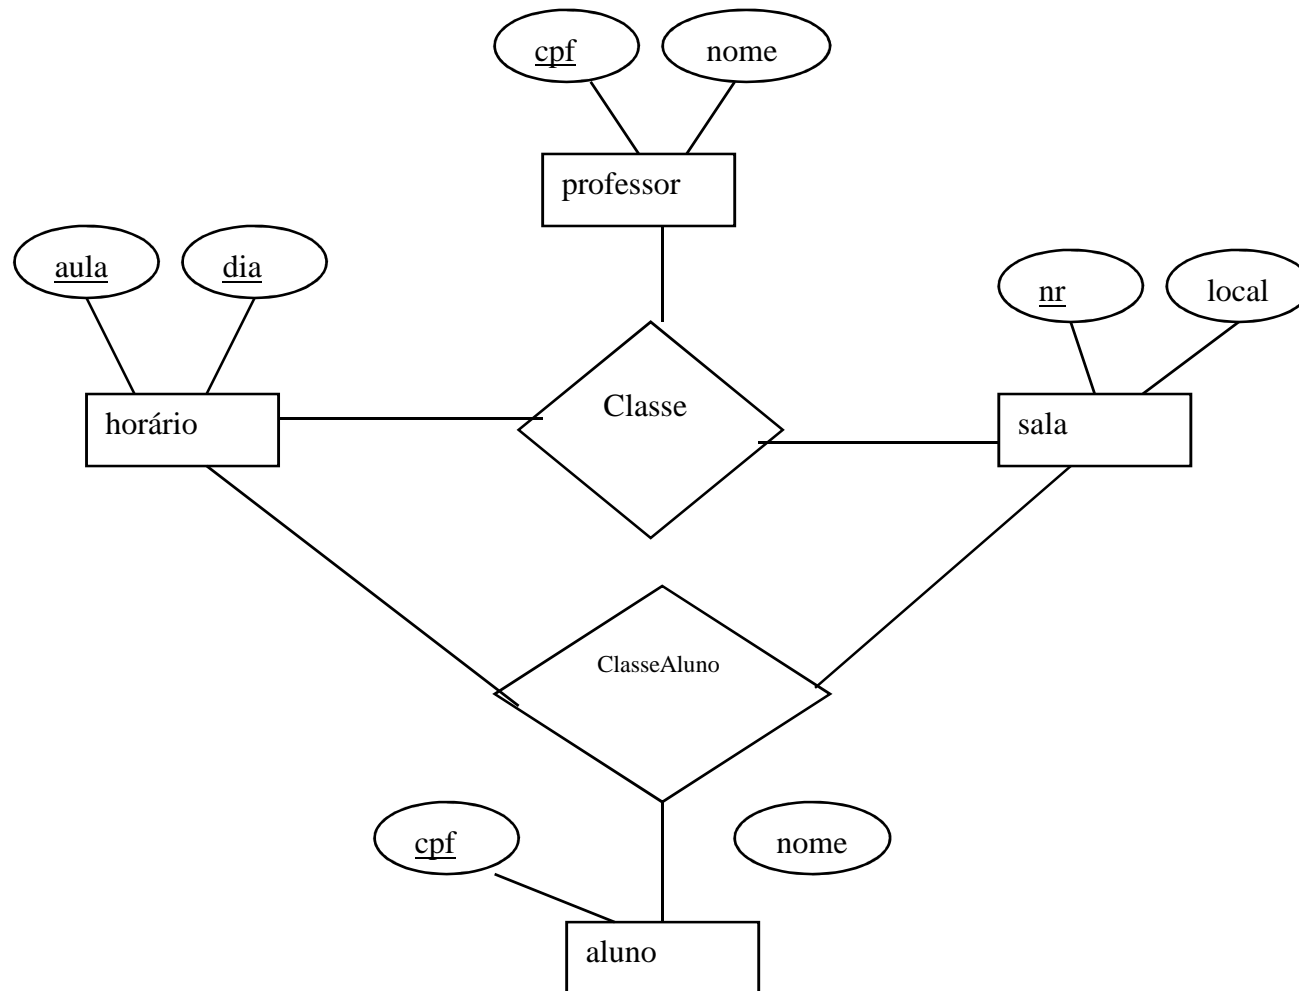 cpf
nome
professor
aula
dia
nr
local
horário
Classe
sala
ClasseAluno
cpf
nome
aluno